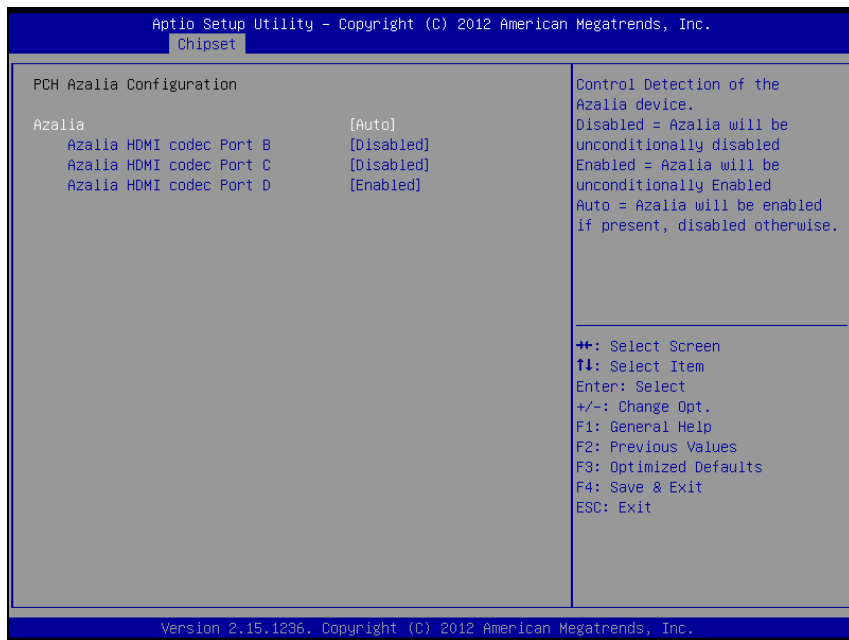 Aptio Setup Utility – Copyright (C) 2012 American Megatrends, Inc.
Chipset
PCH Azalia Configuration
Azalia [Auto]
Azalia HDMI codec Port B [Disabled]
Azalia HDMI codec Port C [Disabled]
Azalia HDMI codec Port D [Enabled]
Control Detection of the
Azalia device.
Disabled = Azalia will be
unconditionally disabled
Enabled = Azalia will be
unconditionally Enabled
Auto = Azalia will be enabled
if present, disabled otherwise.
→←: Select Screen
↑↓: Select Item
Enter: Select
+/-: Change Opt.
F1: General Help
F2: Previous Values
F3: Optimized Defaults
F4: Save & Exit
ESC: Exit
Version 2.15.1236. Copyright (C) 2012 American Megatrends, Inc.